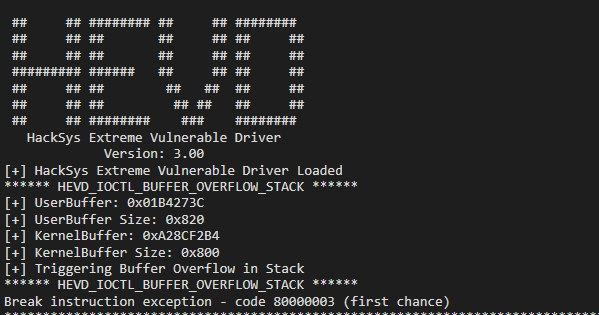 ##     ## ######## ##     ## ########
##     ## ##       ##     ## ##     ##
##     ## ##       ##     ## ##     ##
######### ######   ##     ## ##     ##
##     ## ##        ##   ##  ##     ##
##     ## ##         ## ##   ##     ##
##     ## ########    ###    ########
HackSys Extreme Vulnerable Driver
Version: 3.00
[+] HackSys Extreme Vulnerable Driver Loaded
****** HEVD_IOCTL_BUFFER_OVERFLOW_STACK ******
[+] UserBuffer: 0x01B4273C
[+] UserBuffer Size: 0x820
[+] KernelBuffer: 0xA28CF2B4
[+] KernelBuffer Size: 0x800
[+] Triggering Buffer Overflow in Stack
****** HEVD_IOCTL_BUFFER_OVERFLOW_STACK ******
Break instruction exception - code 80000003 (first chance)
*******************************************************************************